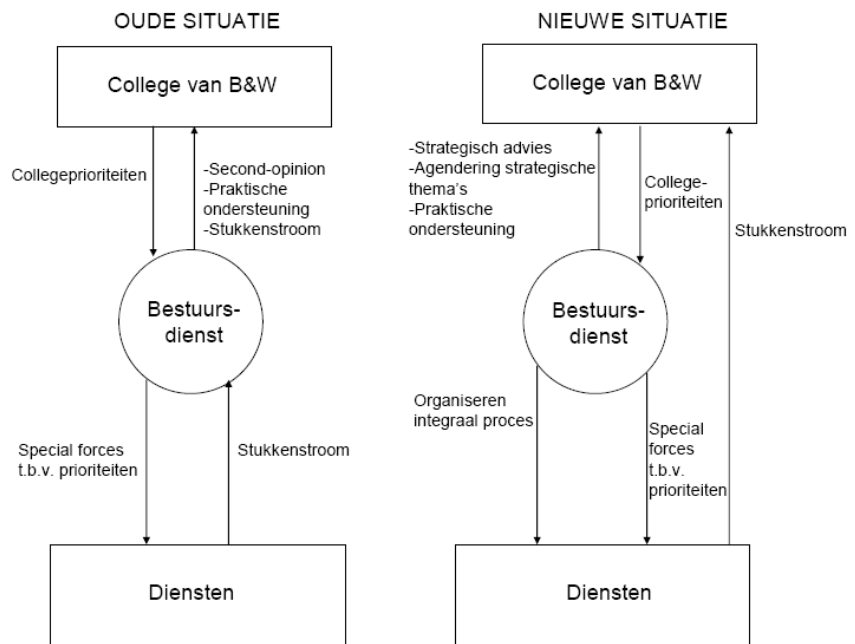 OUDE SITUATIE
College van B&W
Collegeprioriteiten
-Second-opinion
-Praktische
ondersteuning
-Stukkenstroom
Bestuurs-
dienst
Special forces
t.b.v. prioriteiten
Stukkenstroom
Diensten
NIEUWE SITUATIE
College van B&W
-Strategisch advies
-Agendering strategische
thema's
-Praktische
ondersteuning
College-
prioriteiten
Stukkenstroom
Bestuurs-
dienst
Organiseren
integraal proces
Special
forces
t.b.v.
prioriteiten
Diensten